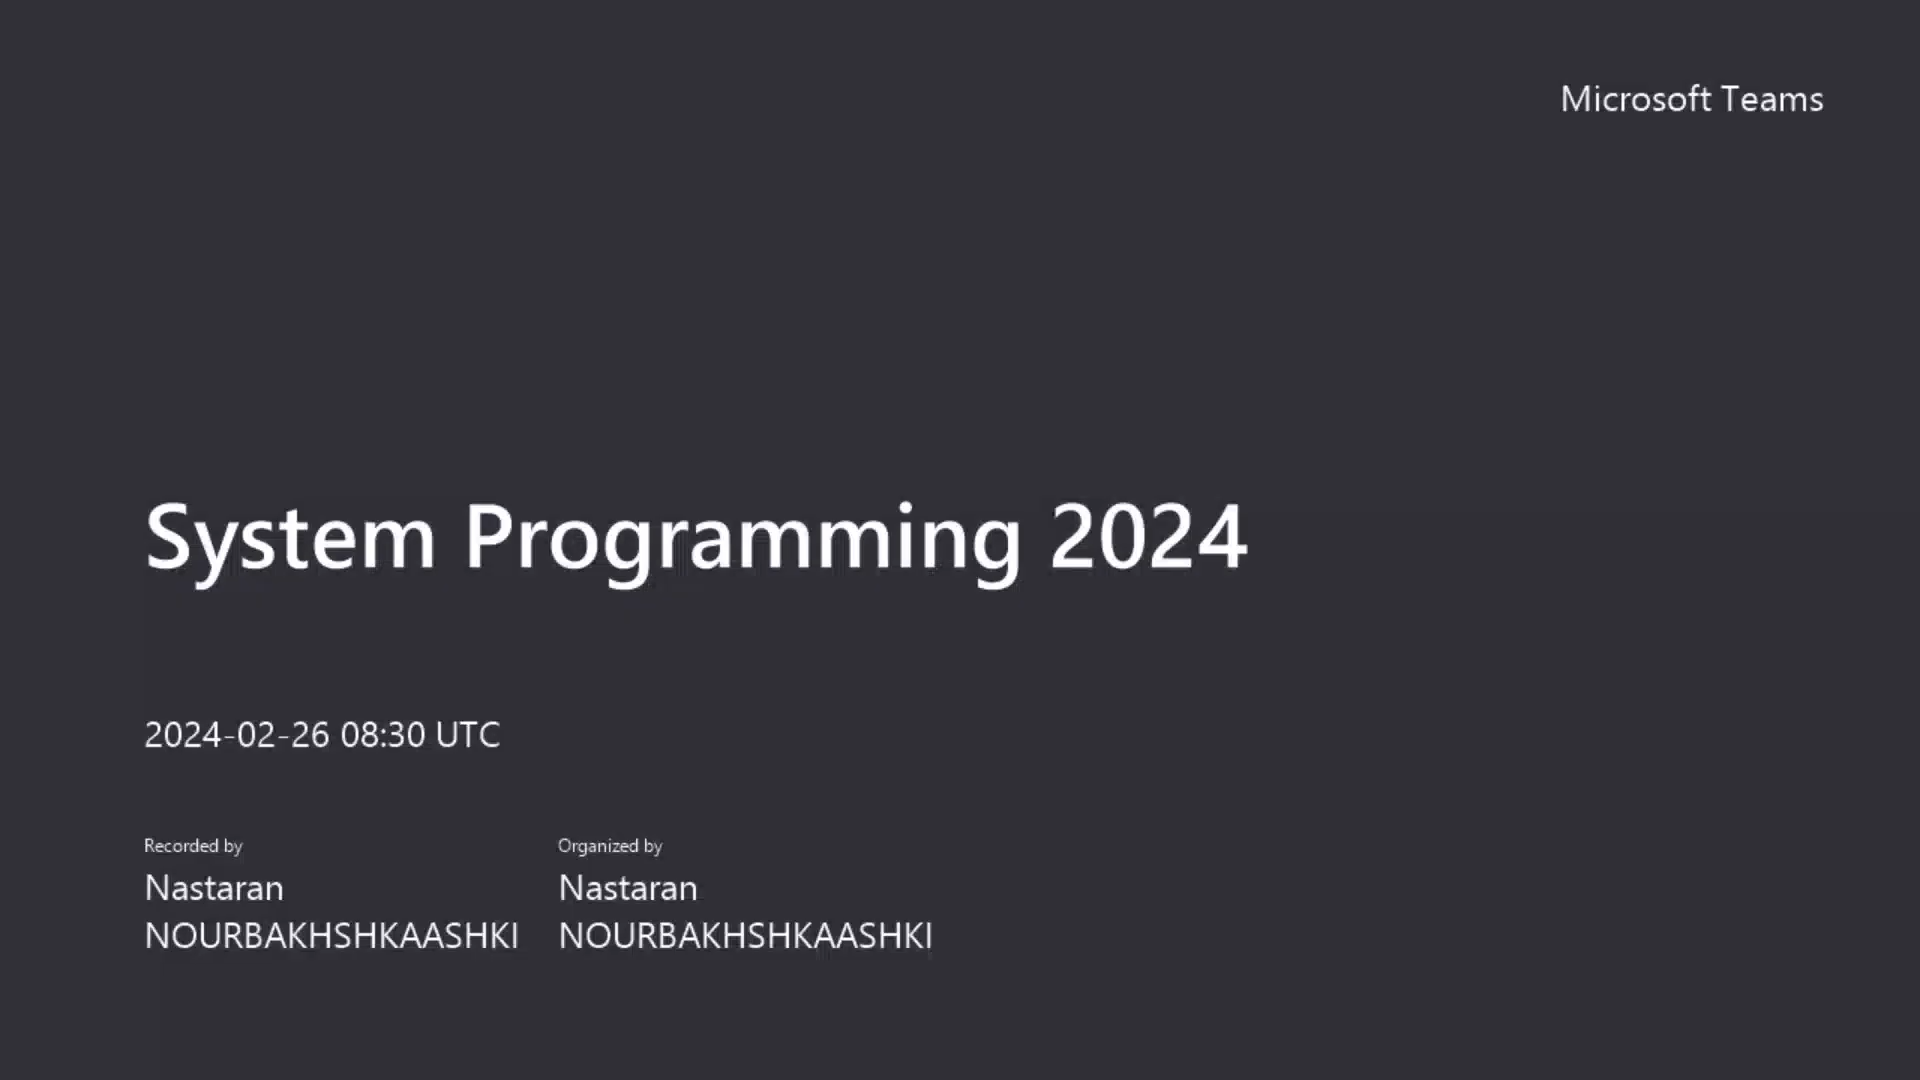 Microsoft Teams
System Programming 2024
2024-02-26 08:30 UTC
Recorded by
Nastaran
NOURBAKHSHKAASHKI
Organized by
Nastaran
NOURBAKHSHKAASHKI